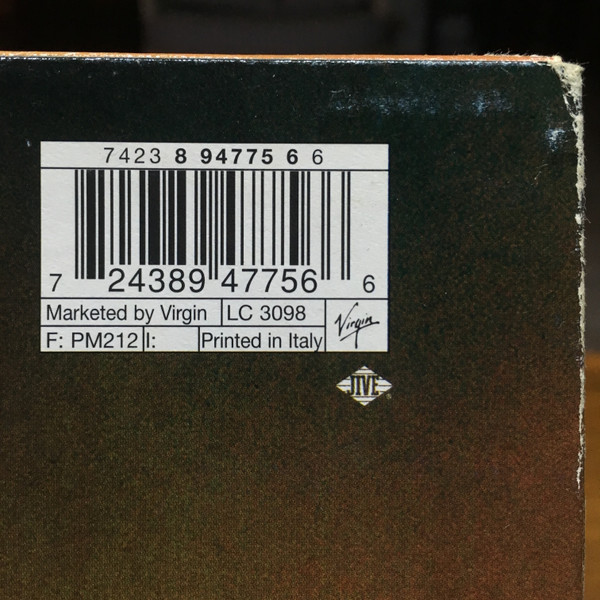 7423 8 94775 6 6
7 24389 47756 6
Marketed by Virgin LC 3098
Virgin
F: PM212 I: Printed in Italy
JIVE